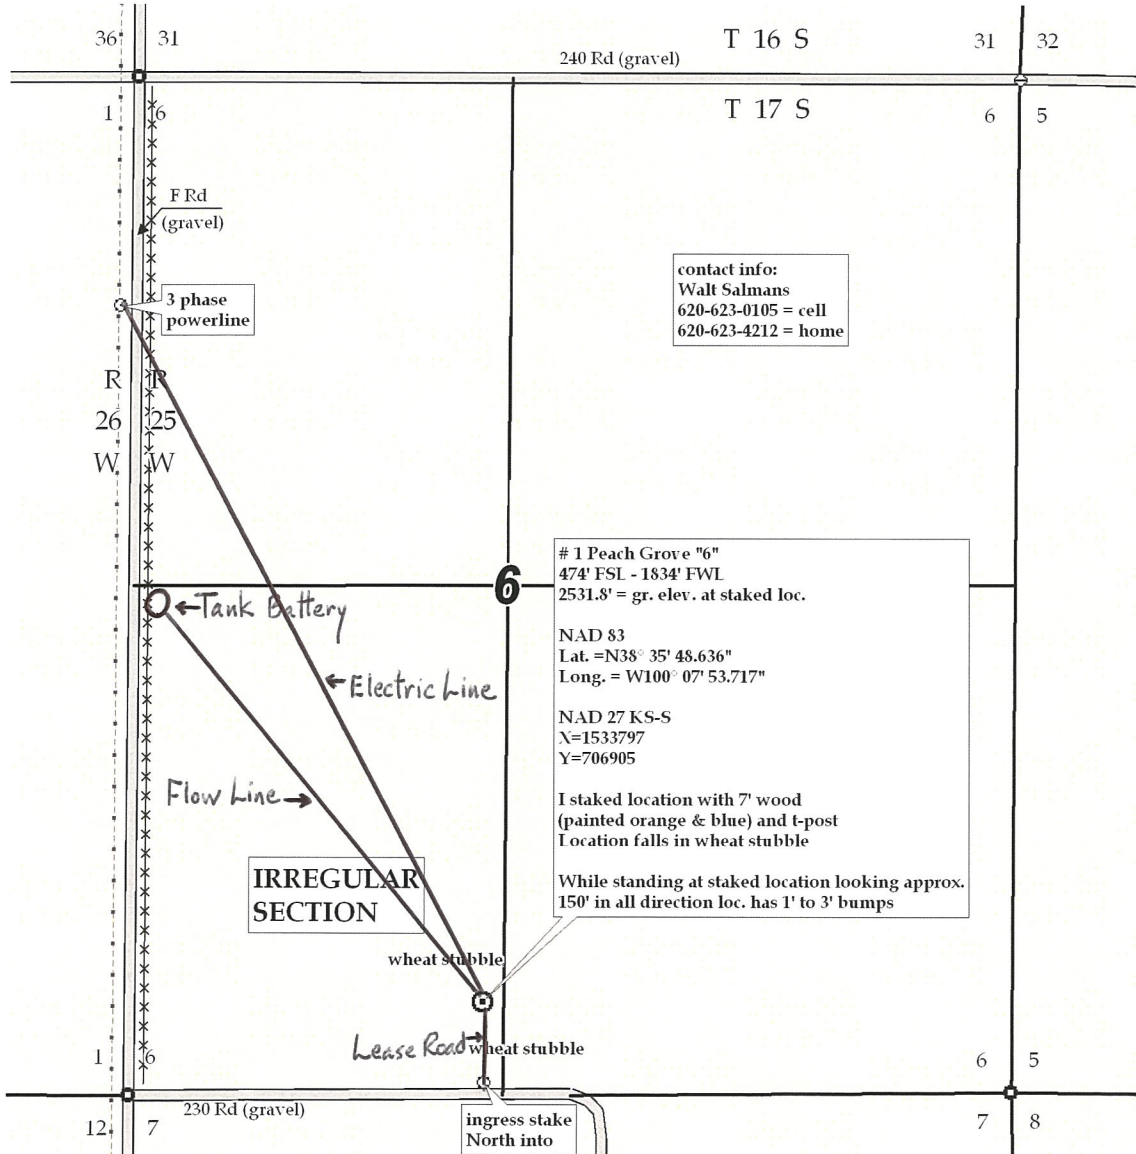 36 31
T 16 S
31 32
240 Rd (gravel)
1 6
T 17 S
6 5
F Rd
(gravel)
contact info:
Walt Salmans
620-623-0105 = cell
620-623-4212 = home
3 phase
powerline
R R
26 25
W W
6
# 1 Peach Grove "6"
474' FSL - 1834' FWL
2531.8' = gr. elev. at staked loc.
NAD 83
Lat. =N38° 35' 48.636"
Long. = W100° 07' 53.717"
NAD 27 KS-S
X=1533797
Y=706905
I staked location with 7' wood
(painted orange & blue) and t-post
Location falls in wheat stubble
While standing at staked location looking approx.
150' in all direction loc. has 1' to 3' bumps
Tank Battery
Electric Line
Flow Line
IRREGULAR
SECTION
wheat stubble
Lease Road
wheat stubble
1 6
6 5
230 Rd (gravel)
ingress stake
North into
12 7
7 8